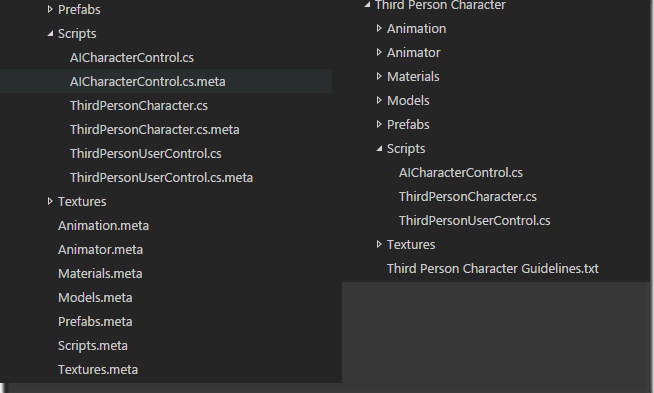 Prefabs
Scripts
AICharacterControl.cs
AICharacterControl.cs.meta
ThirdPersonCharacter.cs
ThirdPersonCharacter.cs.meta
ThirdPersonUserControl.cs
ThirdPersonUserControl.cs.meta
Textures
Animation.meta
Animator.meta
Materials.meta
Models.meta
Prefabs.meta
Scripts.meta
Textures.meta
Third Person Character
Animation
Animator
Materials
Models
Prefabs
Scripts
AICharacterControl.cs
ThirdPersonCharacter.cs
ThirdPersonUserControl.cs
Textures
Third Person Character Guidelines.txt